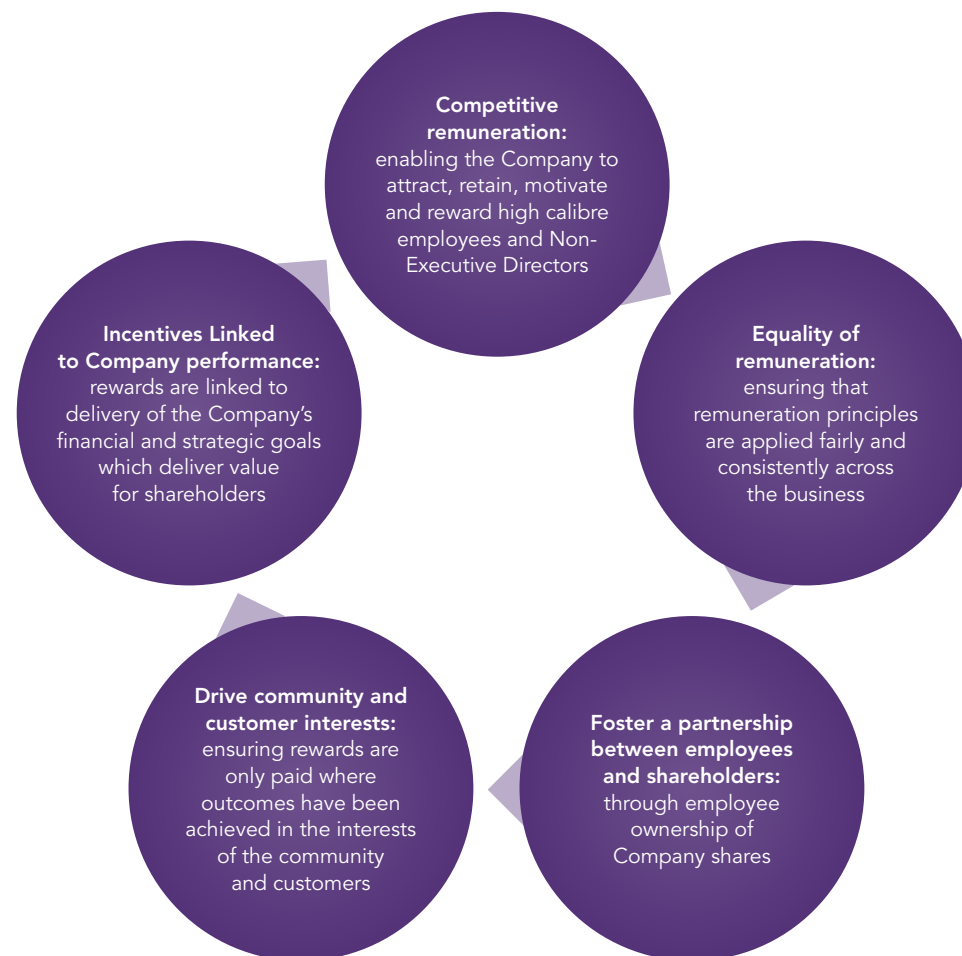 Competitive
remuneration:
enabling the Company to
attract, retain, motivate
and reward high calibre
employees and Non-
Executive Directors
Equality of
remuneration:
ensuring that
remuneration principles
are applied fairly and
consistently across
the business
Foster a partnership
between employees
and shareholders:
through employee
ownership of
Company shares
Drive community and
customer interests:
ensuring rewards are
only paid where
outcomes have been
achieved in the interests
of the community
and customers
Incentives Linked
to Company performance:
rewards are linked to
delivery of the Company’s
financial and strategic goals
which deliver value
for shareholders